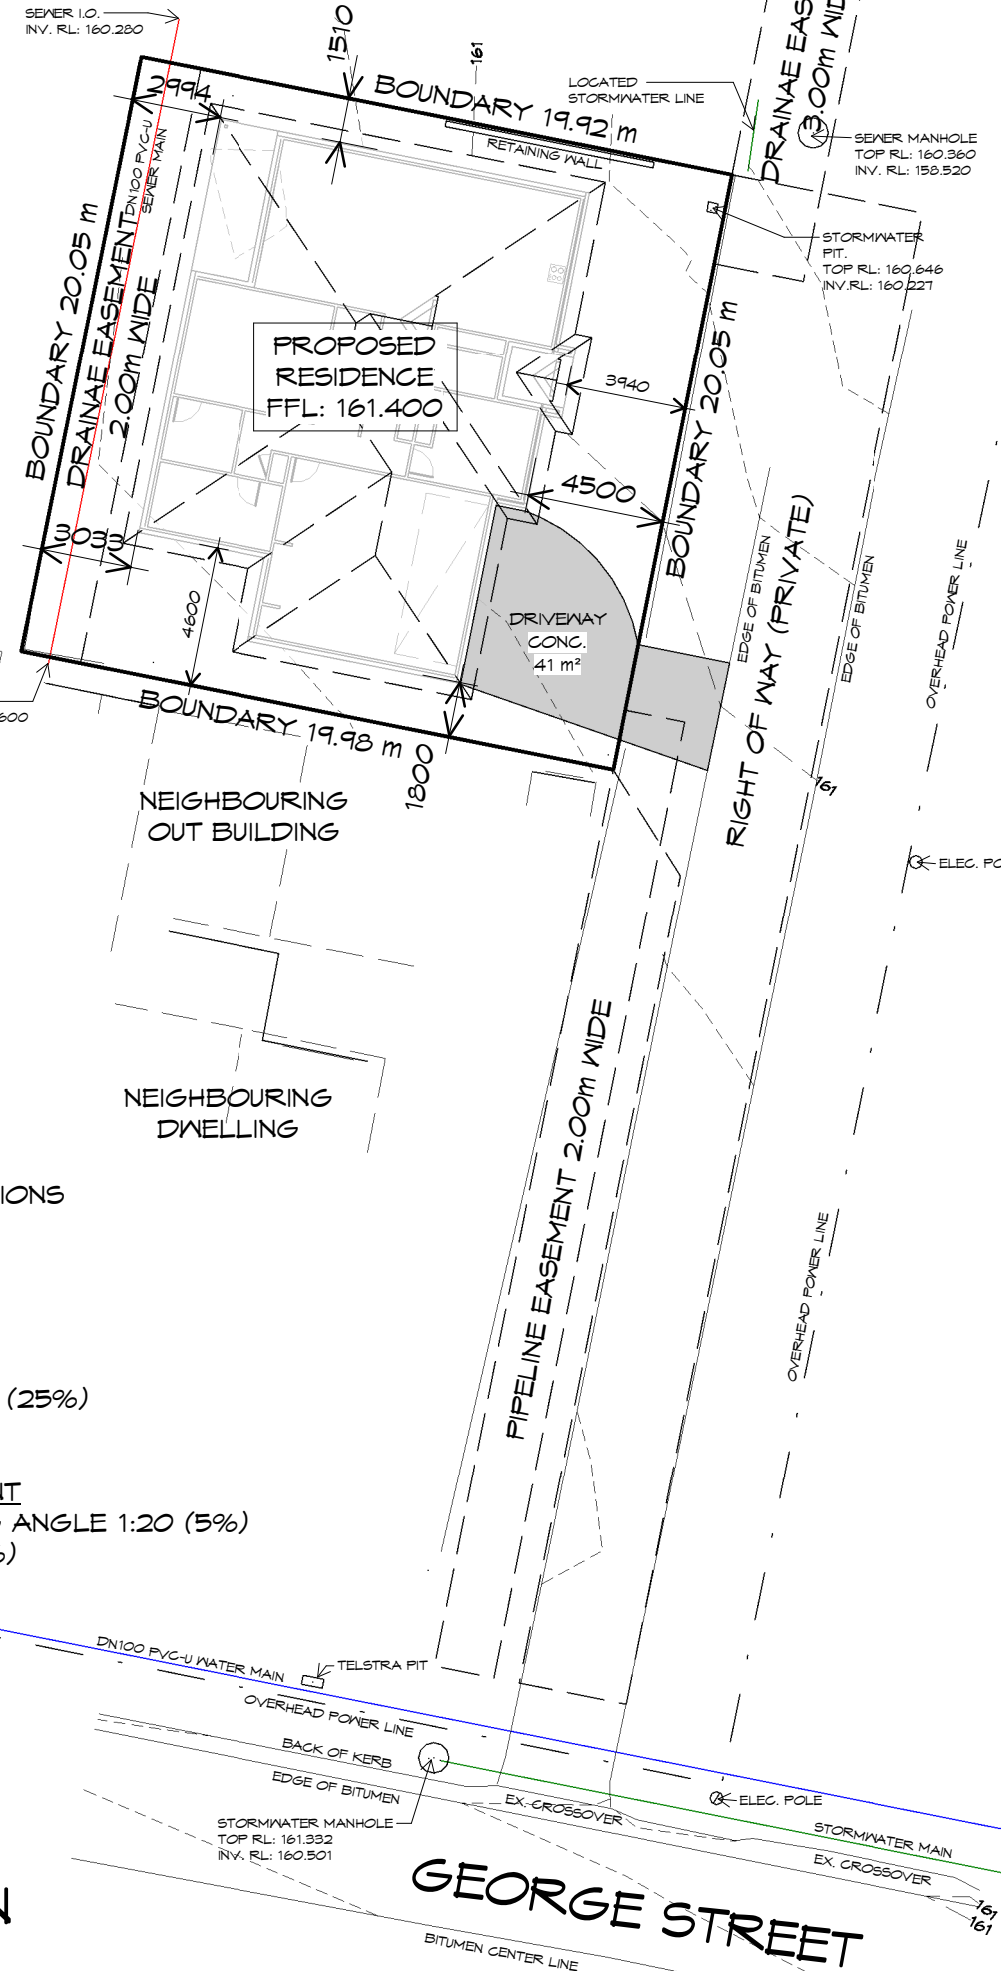 SEWER I.O.
INV. RL: 160.280
1510
161
2994
BOUNDARY 19.92 m
RETAINING WALL
LOCATED
STORMWATER LINE
3.00m WID
SEWER MANHOLE
TOP RL: 160.360
INV. RL: 158.520
STORMWATER
PIT.
TOP RL: 160.646
INV.RL: 160.227
DN100 PVC-U
SEWER MAIN
BOUNDARY 20.05 m
DRAINAE EASEMENT
2.00m WIDE
PROPOSED
RESIDENCE
FFL: 161.400
3940
BOUNDARY 20.05 m
4500
3033
4600
DRIVEWAY
CONC.
41 m²
EDGE OF BITUMEN
RIGHT OF WAY (PRIVATE)
EDGE OF BITUMEN
OVERHEAD POWER LINE
600
BOUNDARY 19.98 m
1800
161
NEIGHBOURING
OUT BUILDING
ELEC. PO
NEIGHBOURING
DWELLING
PIPELINE EASEMENT 2.00m WIDE
IONS
OVERHEAD POWER LINE
(25%)
ANGLE 1:20 (5%)
DN100 PVC-U WATER MAIN
TELSTRA PIT
OVERHEAD POWER LINE
BACK OF KERB
EDGE OF BITUMEN
EX. CROSSOVER
ELEC. POLE
STORMWATER MANHOLE
TOP RL: 161.332
INV. RL: 160.501
STORMWATER MAIN
EX. CROSSOVER
161
161
GEORGE STREET
BITUMEN CENTER LINE